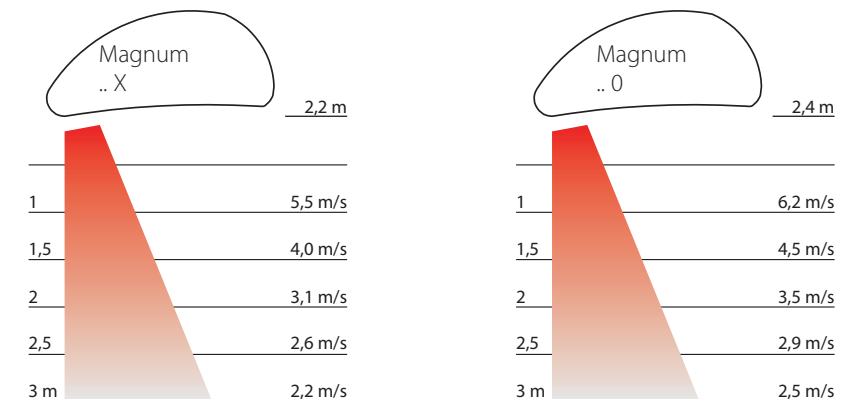 Magnum
.. X
2,2 m
1 5,5 m/s
1,5 4,0 m/s
2 3,1 m/s
2,5 2,6 m/s
3 m 2,2 m/s
Magnum
.. 0
2,4 m
1 6,2 m/s
1,5 4,5 m/s
2 3,5 m/s
2,5 2,9 m/s
3 m 2,5 m/s